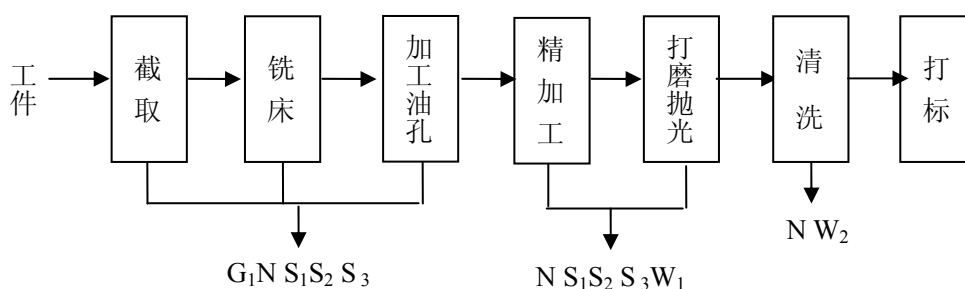 工件
截取
铣床
加工油孔
精加工
打磨抛光
清洗
打标
G₁N S₁S₂ S₃
N S₁S₂ S₃W₁
N W₂